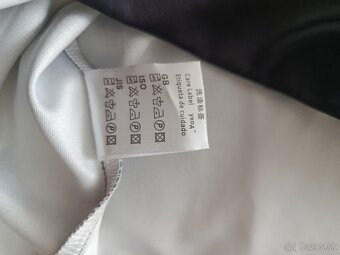 洗涤标签
Care Label
Etiqueta de cuidado
GB
ISO
JIS
© Bazos.sk